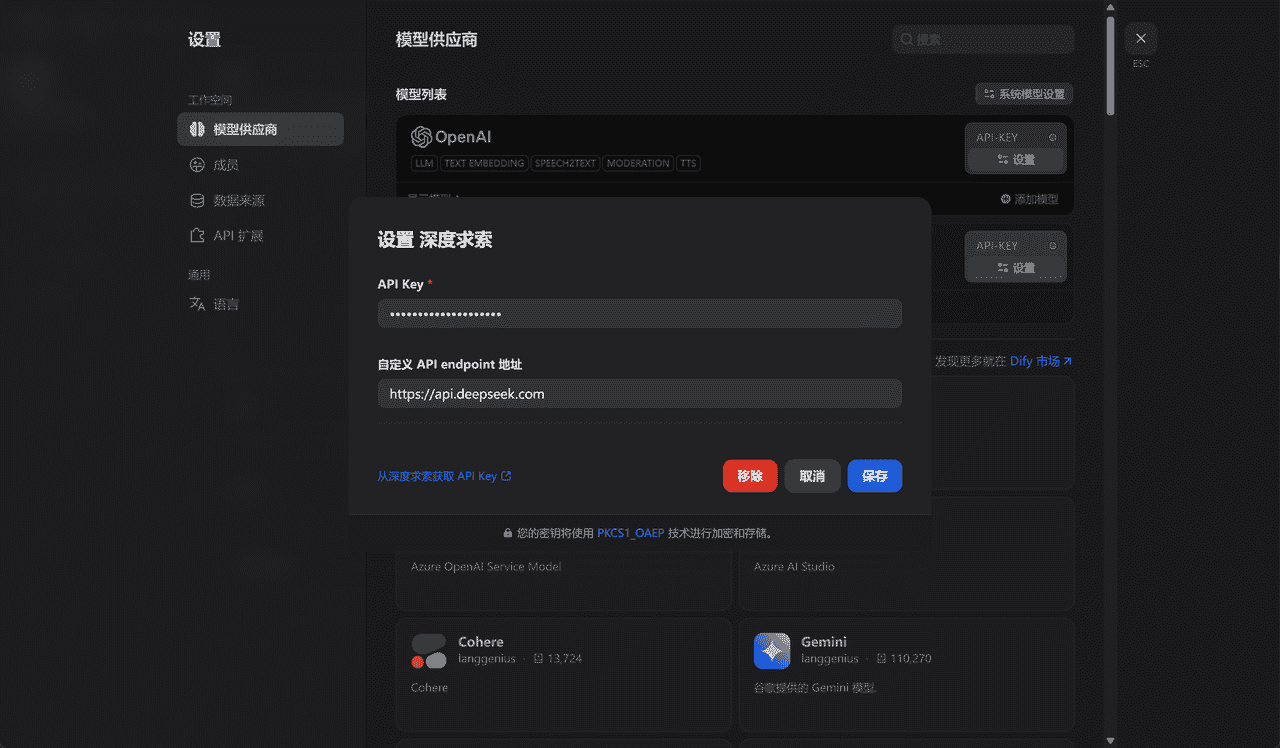 设置
工作空间
模型供应商
成员
数据来源
API 扩展
通用
语言
模型供应商
搜索
ESC
模型列表
系统模型设置
OpenAI
LLM
TEXT EMBEDDING
SPEECH2TEXT
MODERATION
TTS
API-KEY
设置
添加模型
API-KEY
设置
发现更多就在 Dify 市场
设置 深度求索
API Key *
••••••••••••••••••••
自定义 API endpoint 地址
https://api.deepseek.com
从深度求索获取 API Key
移除
取消
保存
您的密钥将使用 PKCS1_OAEP 技术进行加密和存储。
Azure OpenAI Service Model
Azure AI Studio
Cohere
langgenius · 13,724
Cohere
Gemini
langgenius · 110,270
谷歌提供的 Gemini 模型.